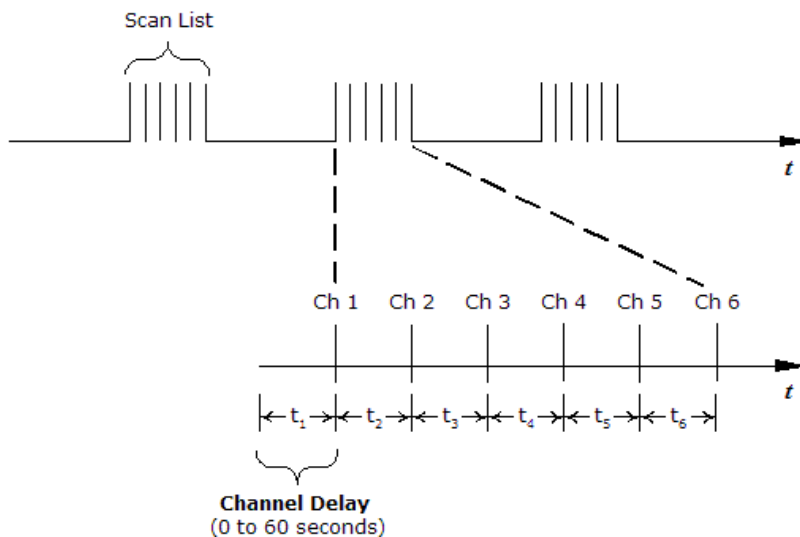 Scan List
t
Ch 1 Ch 2 Ch 3 Ch 4 Ch 5 Ch 6
t
t₁ t₂ t₃ t₄ t₅ t₆
Channel Delay
(0 to 60 seconds)